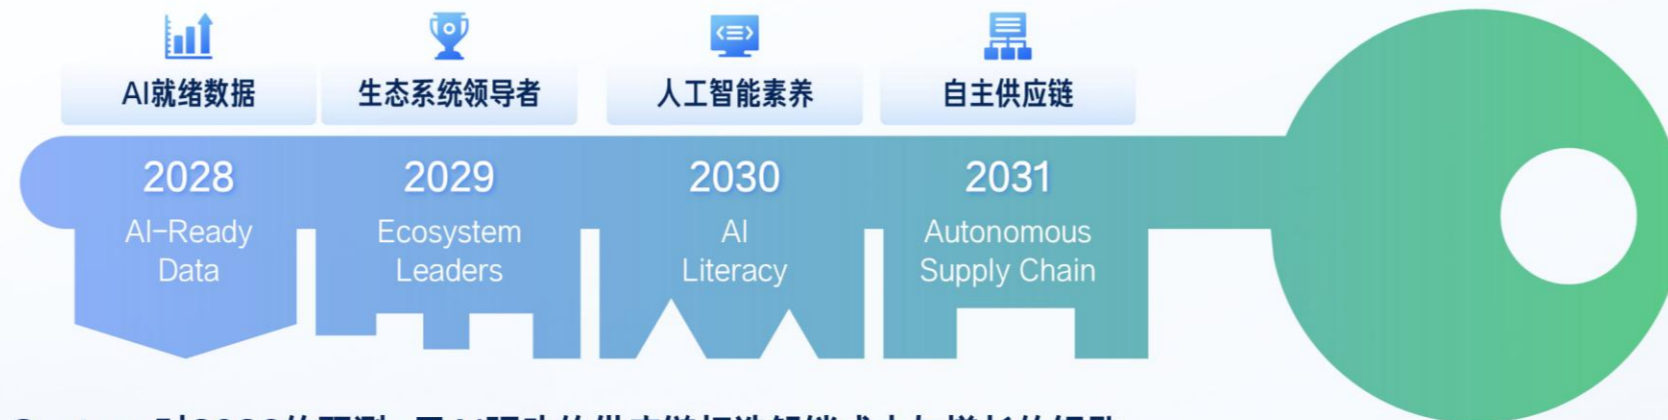 AI就绪数据
生态系统领导者
人工智能素养
自主供应链
2028
2029
2030
2031
AI-Ready
Data
Ecosystem
Leaders
AI
Literacy
Autonomous
Supply Chain